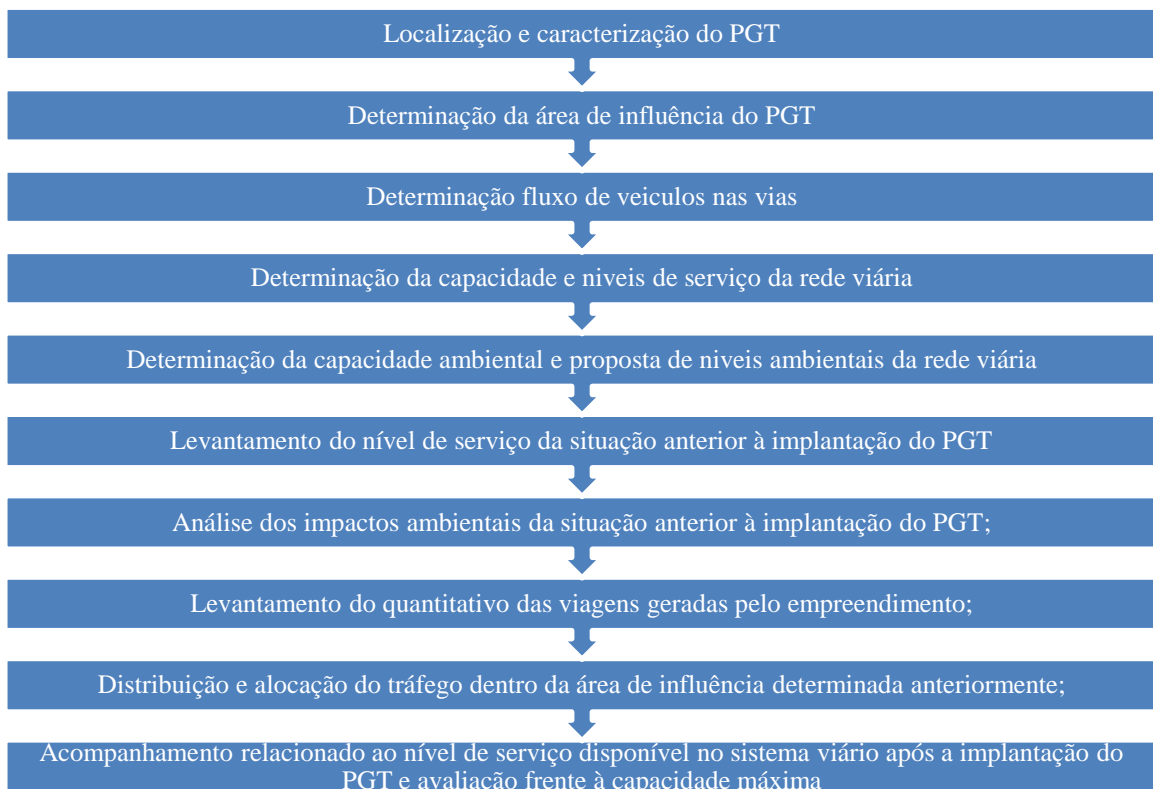 Localização e caracterização do PGT
Determinação da área de influência do PGT
Determinação fluxo de veiculos nas vias
Determinação da capacidade e niveis de serviço da rede viária
Determinação da capacidade ambiental e proposta de niveis ambientais da rede viária
Levantamento do nível de serviço da situação anterior à implantação do PGT
Análise dos impactos ambientais da situação anterior à implantação do PGT;
Levantamento do quantitativo das viagens geradas pelo empreendimento;
Distribuição e alocação do tráfego dentro da área de influência determinada anteriormente;
Acompanhamento relacionado ao nível de serviço disponível no sistema viário após a implantação do
PGT e avaliação frente à capacidade máxima